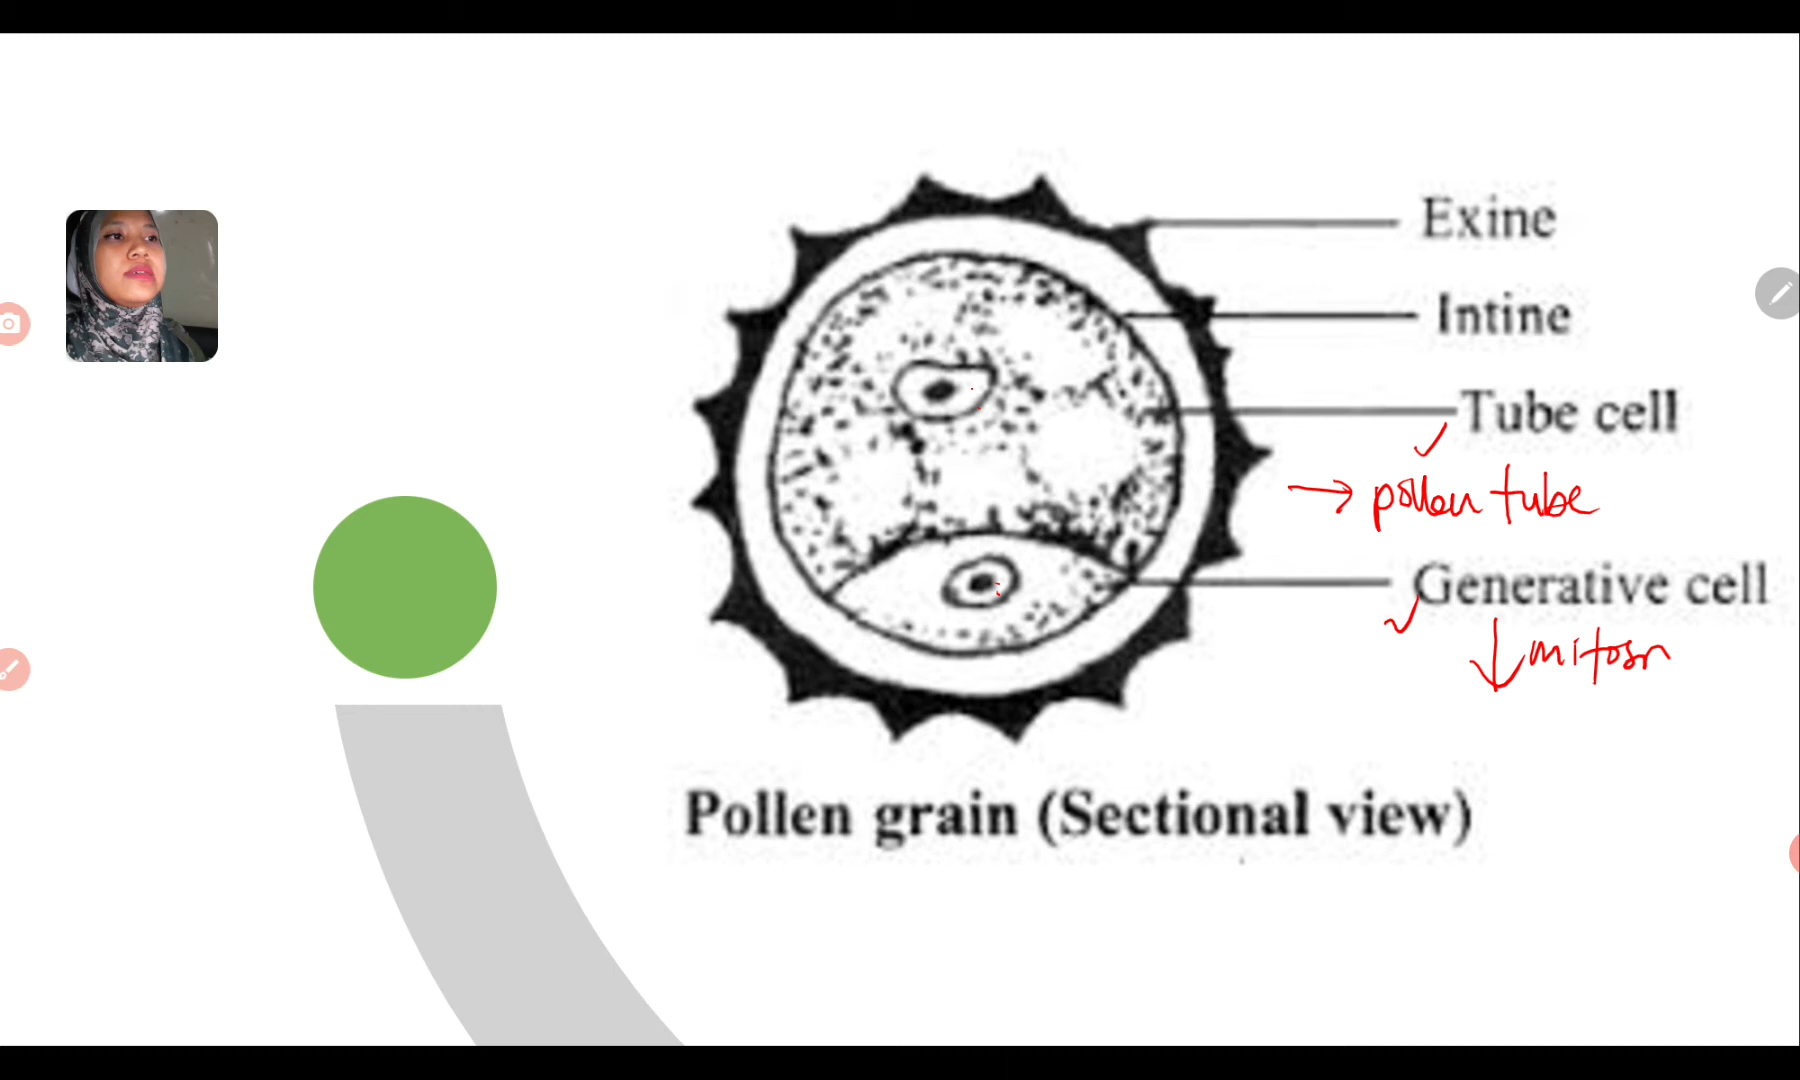 Exine
Intine
Tube cell
→ pollen tube
Generative cell
↓ mitosis
Pollen grain (Sectional view)